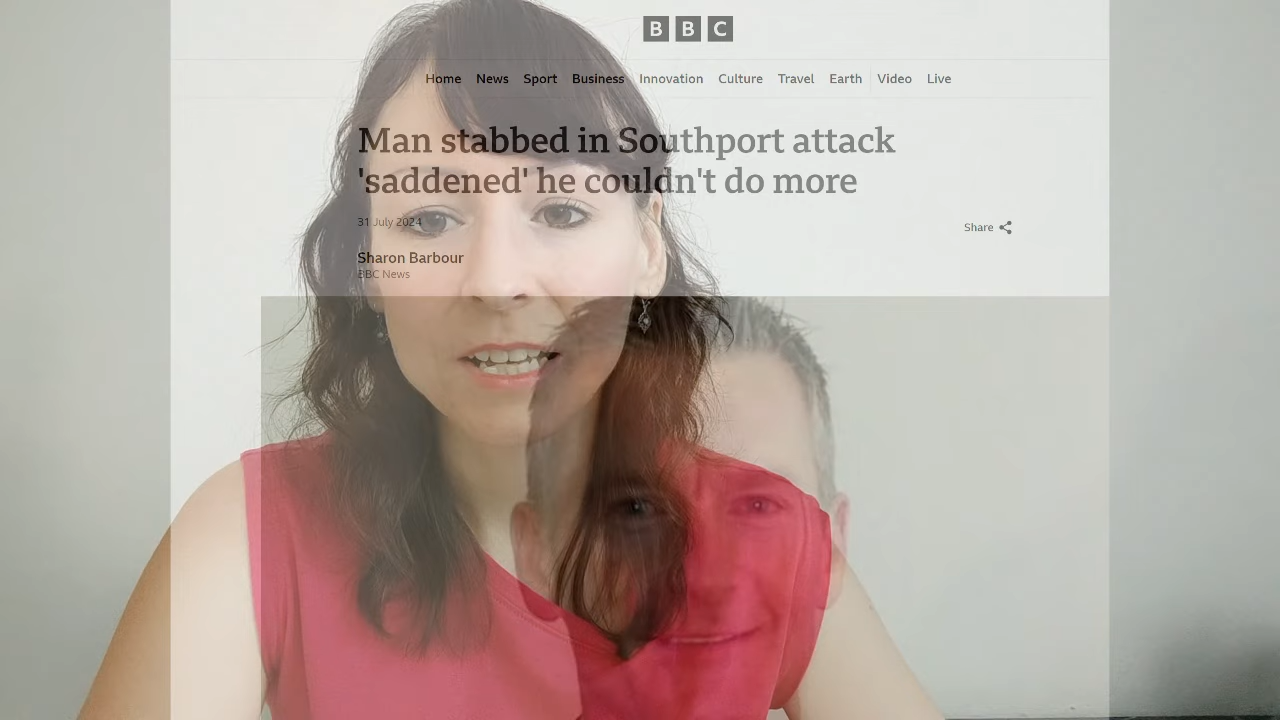 BBC
Home News Sport Business Innovation Culture Travel Earth Video Live
Man stabbed in Southport attack
'saddened' he couldn't do more
31 July 2024
Share
Sharon Barbour
BBC News